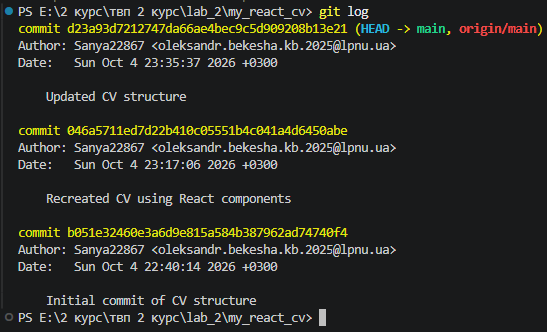 PS E:\2 курс\твп 2 курс\lab_2\my_react_cv> git log
commit d23a93d7212747da66ae4bec9c5d909208b13e21 (HEAD -> main, origin/main)
Author: Sanya22867 <oleksandr.bekesha.kb.2025@lpnu.ua>
Date:   Sun Oct 4 23:35:37 2026 +0300
    Updated CV structure
commit 046a5711ed7d22b410c05551b4c041a4d6450abe
Author: Sanya22867 <oleksandr.bekesha.kb.2025@lpnu.ua>
Date:   Sun Oct 4 23:17:06 2026 +0300
    Recreated CV using React components
commit b051e32460e3a6d9e815a584b387962ad74740f4
Author: Sanya22867 <oleksandr.bekesha.kb.2025@lpnu.ua>
Date:   Sun Oct 4 22:40:14 2026 +0300
    Initial commit of CV structure
PS E:\2 курс\твп 2 курс\lab_2\my_react_cv>